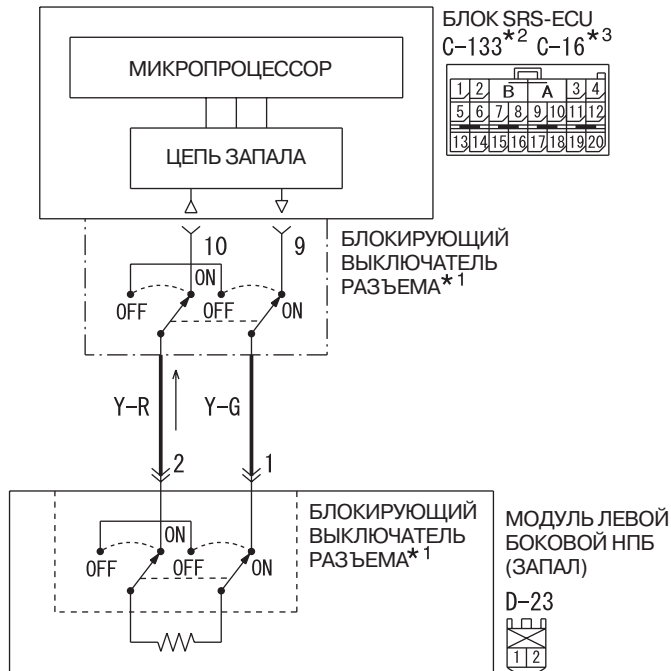 БЛОК SRS-ECU
C-133*2 C-16*3
МИКРОПРОЦЕССОР
1 2 B A 3 4
5 6 7 8 9 10 11 12
13 14 15 16 17 18 19 20
ЦЕПЬ ЗАПАЛА
10 9
БЛОКИРУЮЩИЙ
ВЫКЛЮЧАТЕЛЬ
РАЗЪЕМА*1
ON
OFF OFF ON
Y-R Y-G
2 1
БЛОКИРУЮЩИЙ
ВЫКЛЮЧАТЕЛЬ
РАЗЪЕМА*1
ON
OFF OFF ON
МОДУЛЬ ЛЕВОЙ
БОКОВОЙ НПБ
(ЗАПАЛ)
D-23
1 2